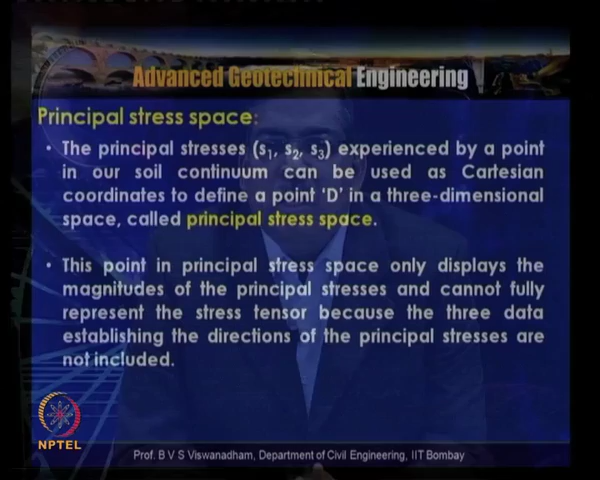 Advanced Geotechnical Engineering
Principal stress space:
• The principal stresses (s₁, s₂, s₃) experienced by a point
in our soil continuum can be used as Cartesian
coordinates to define a point 'D' in a three-dimensional
space, called principal stress space.
• This point in principal stress space only displays the
magnitudes of the principal stresses and cannot fully
represent the stress tensor because the three data
establishing the directions of the principal stresses are
not included.
NPTEL
Prof. B V S Viswanadham, Department of Civil Engineering, IIT Bombay